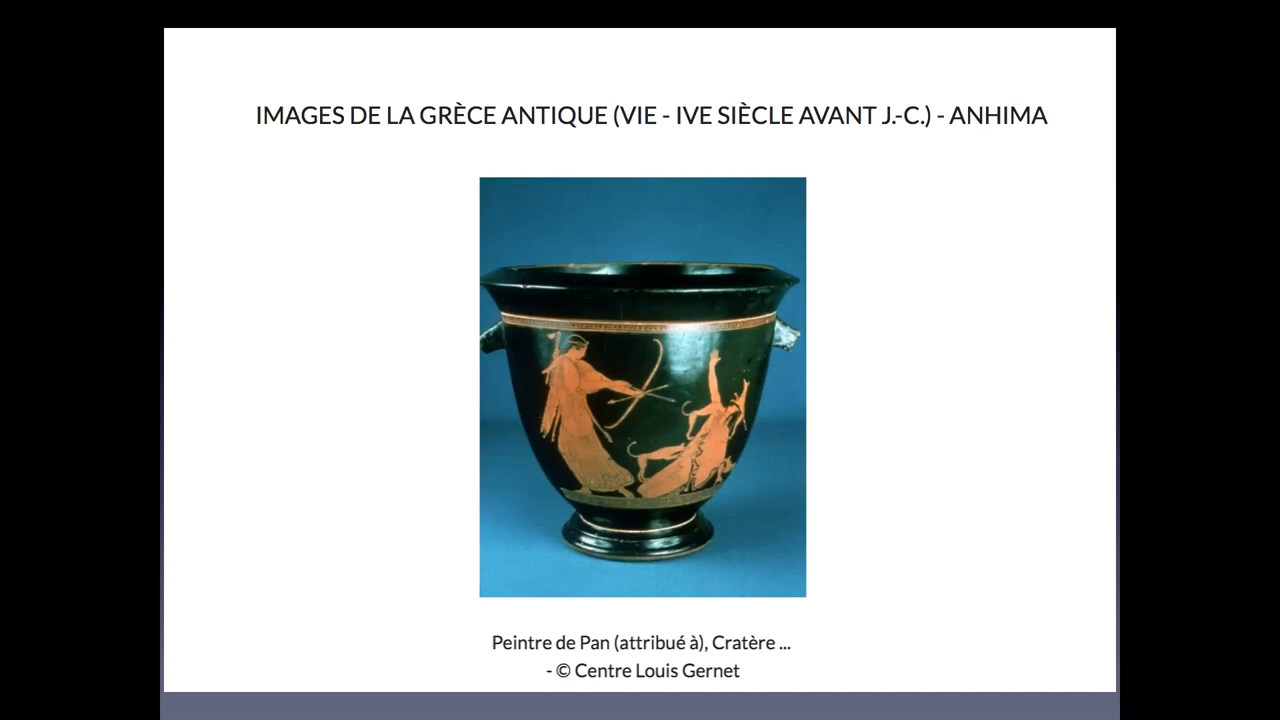 IMAGES DE LA GRÈCE ANTIQUE (VIE - IVE SIÈCLE AVANT J.-C.) - ANHIMA
Peintre de Pan (attribué à), Cratère ...
- © Centre Louis Gernet